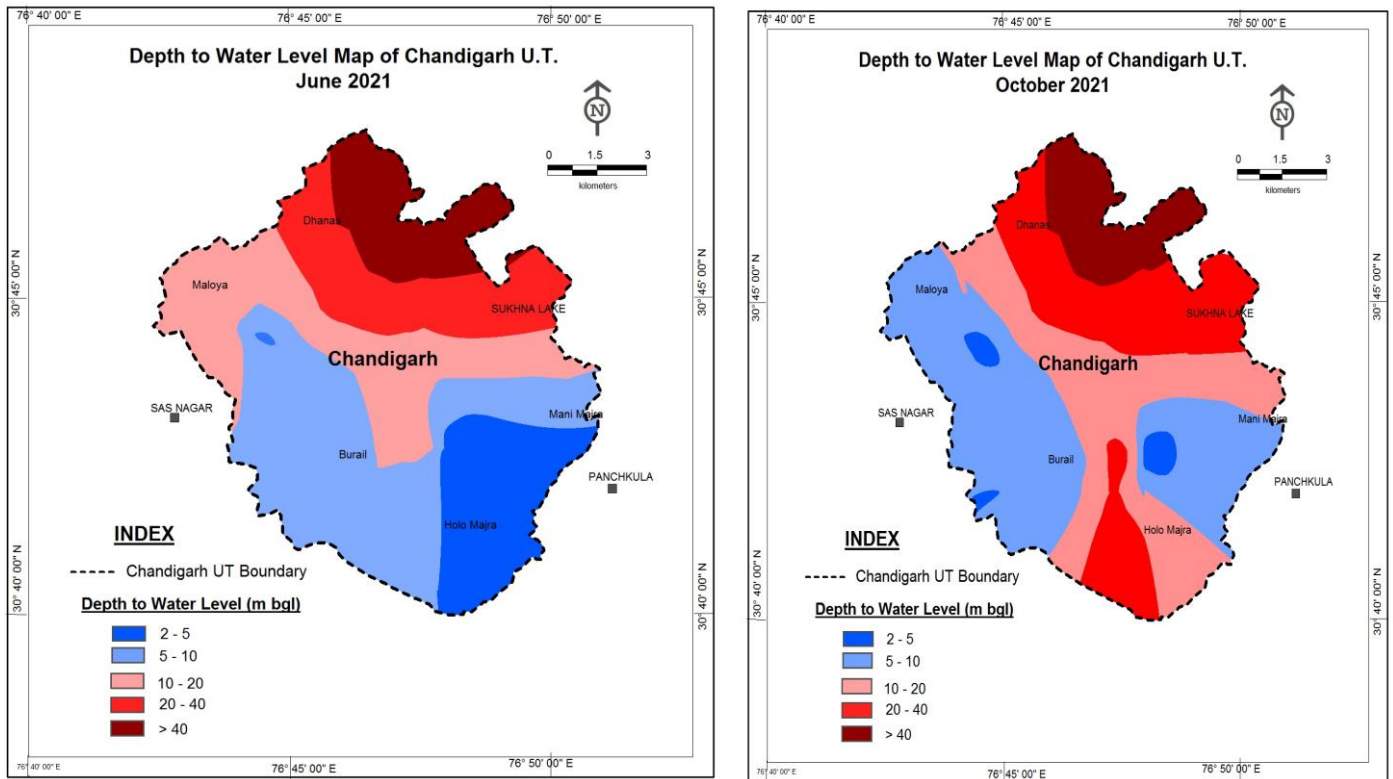 76° 40' 00" E
76° 45' 00" E
76° 50' 00" E
Depth to Water Level Map of Chandigarh U.T.
June 2021
N
0 1.5 3
kilometers
Dhanas
30° 45' 00" N
30° 45' 00" N
Maloya
SUKHNA LAKE
Chandigarh
SAS NAGAR
Mani Majra
Burail
PANCHKULA
Holo Majra
INDEX
Chandigarh UT Boundary
Depth to Water Level (m bgl)
2 - 5
5 - 10
10 - 20
20 - 40
> 40
30° 40' 00" N
30° 40' 00" N
76° 40' 00" E
76° 45' 00" E
76° 50' 00" E
76° 40' 00" E
76° 45' 00" E
76° 50' 00" E
Depth to Water Level Map of Chandigarh U.T.
October 2021
N
0 1.5 3
kilometers
Dhanas
30° 45' 00" N
30° 45' 00" N
Maloya
SUKHNA LAKE
Chandigarh
SAS NAGAR
Mani Majra
Burail
PANCHKULA
Holo Majra
INDEX
Chandigarh UT Boundary
Depth to Water Level (m bgl)
2 - 5
5 - 10
10 - 20
20 - 40
> 40
30° 40' 00" N
30° 40' 00" N
76° 40' 00" E
76° 45' 00" E
76° 50' 00" E